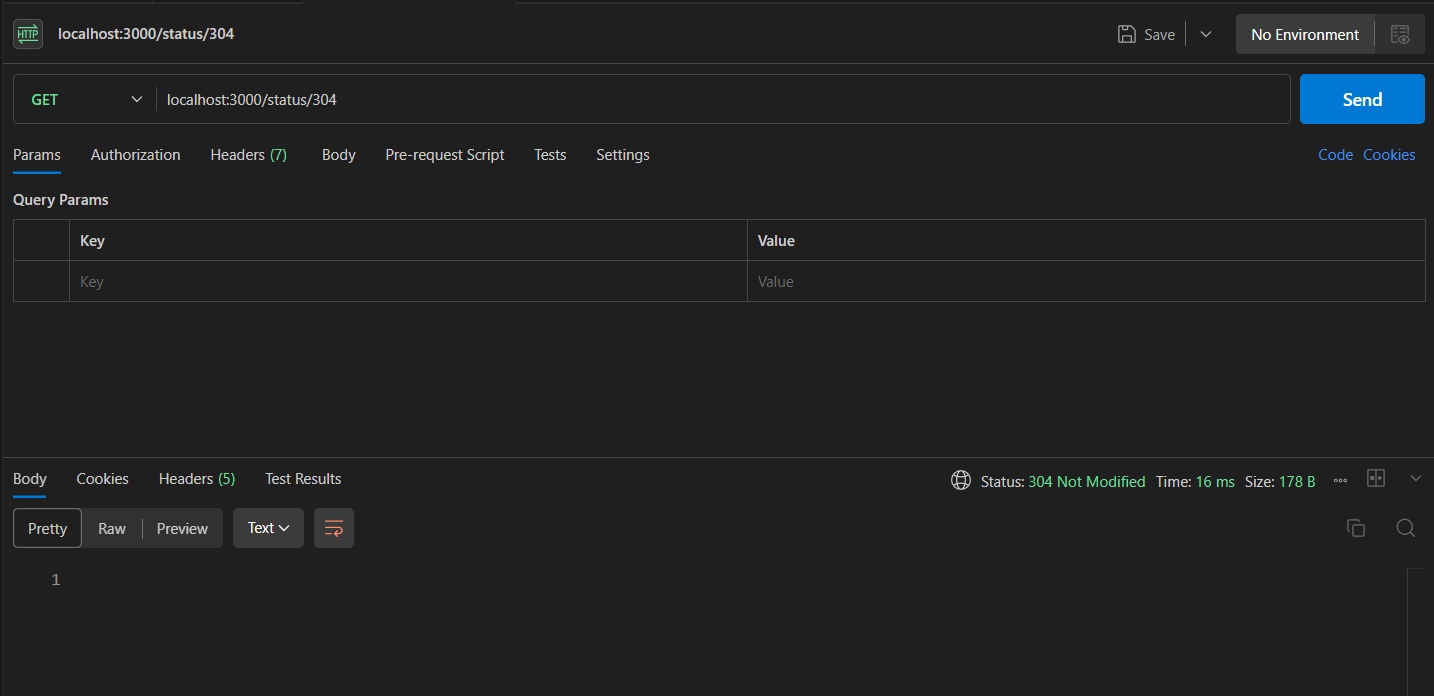 HTTP localhost:3000/status/304 Save No Environment
GET localhost:3000/status/304 Send
Params Authorization Headers (7) Body Pre-request Script Tests Settings Code Cookies
Query Params
Key Value
Key Value
Body Cookies Headers (5) Test Results Status: 304 Not Modified Time: 16 ms Size: 178 B
Pretty Raw Preview Text
1